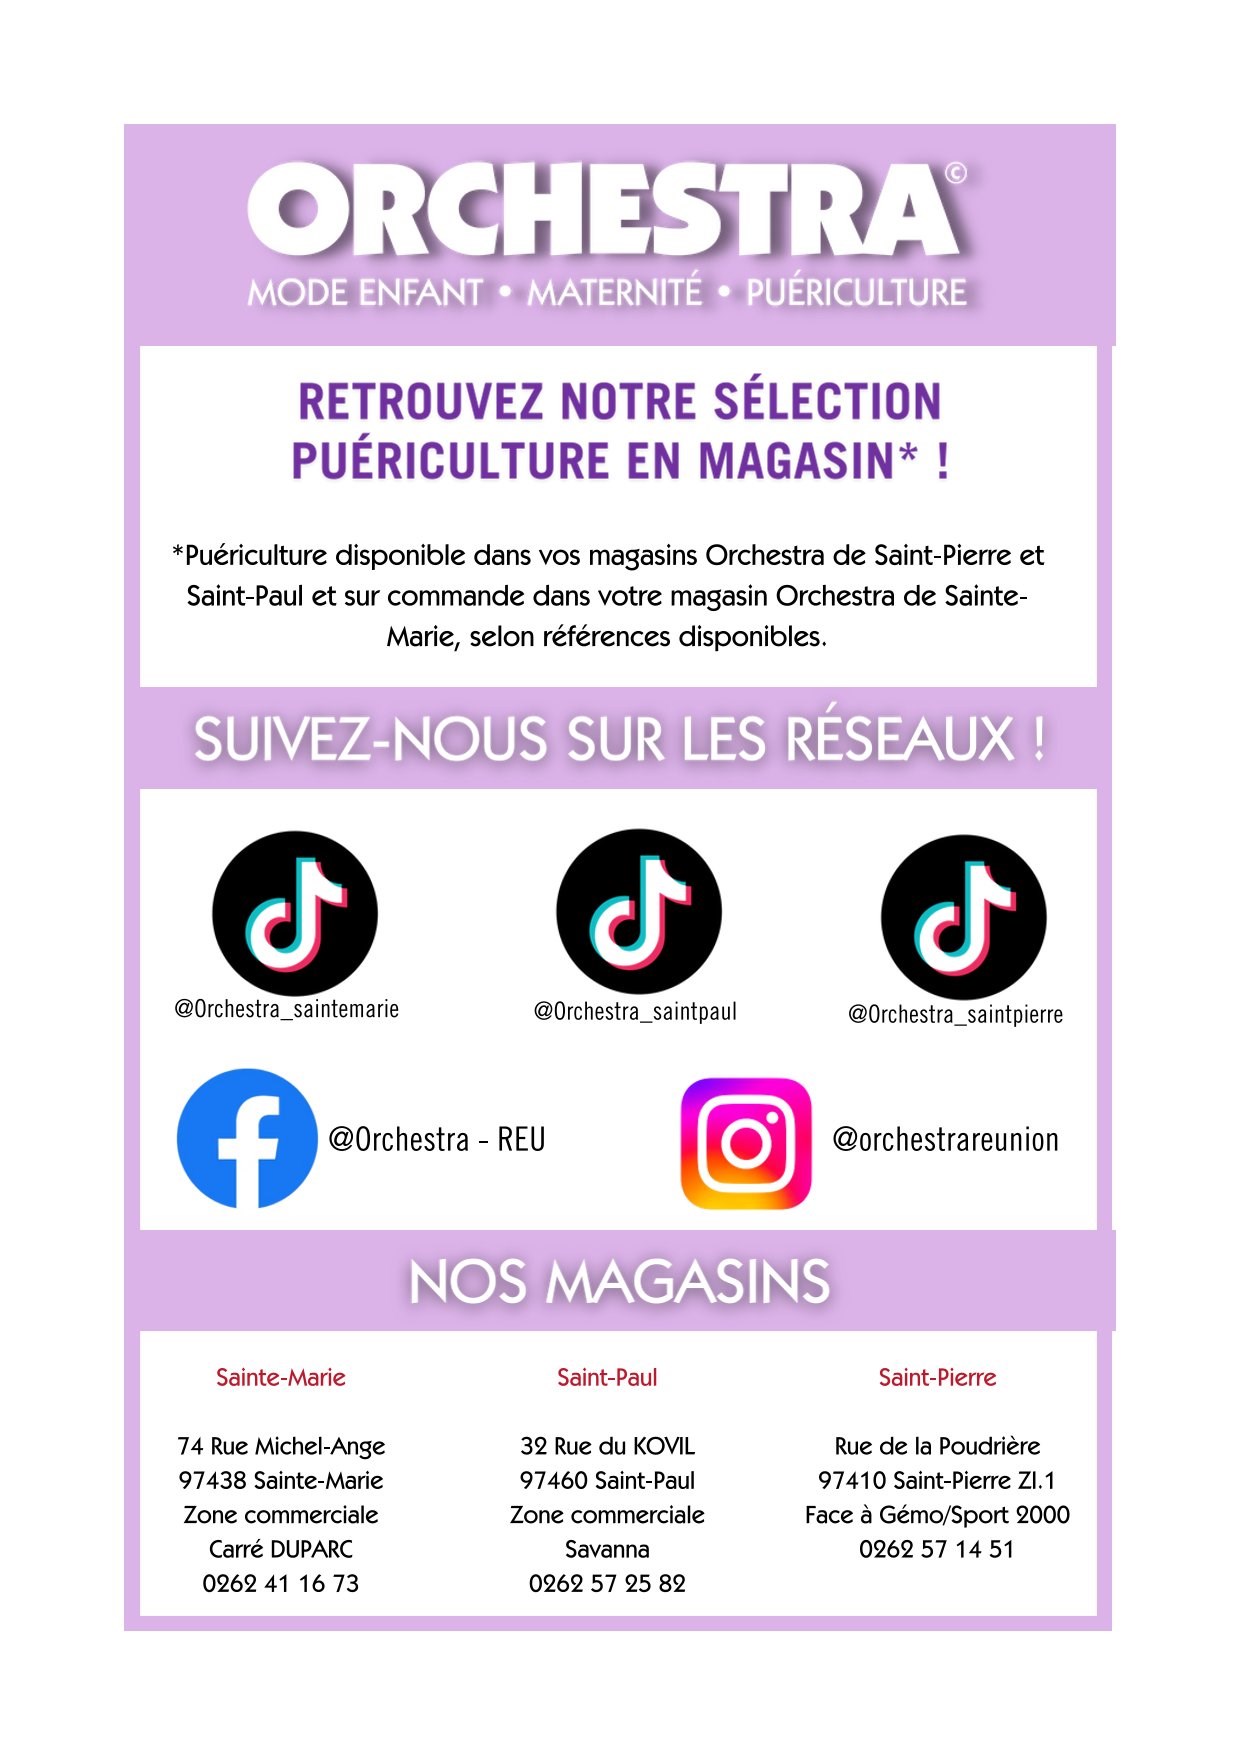 ORCHESTRA©
MODE ENFANT • MATERNITÉ • PUÉRICULTURE
RETROUVEZ NOTRE SÉLECTION
PUÉRICULTURE EN MAGASIN* !
*Puériculture disponible dans vos magasins Orchestra de Saint-Pierre et
Saint-Paul et sur commande dans votre magasin Orchestra de Sainte-
Marie, selon références disponibles.
SUIVEZ-NOUS SUR LES RÉSEAUX !
@Orchestra_saintemarie
@Orchestra_saintpaul
@Orchestra_saintpierre
@Orchestra - REU
@orchestrareunion
NOS MAGASINS
Sainte-Marie
74 Rue Michel-Ange
97438 Sainte-Marie
Zone commerciale
Carré DUPARC
0262 41 16 73
Saint-Paul
32 Rue du KOVIL
97460 Saint-Paul
Zone commerciale
Savanna
0262 57 25 82
Saint-Pierre
Rue de la Poudrière
97410 Saint-Pierre ZI.1
Face à Gémo/Sport 2000
0262 57 14 51